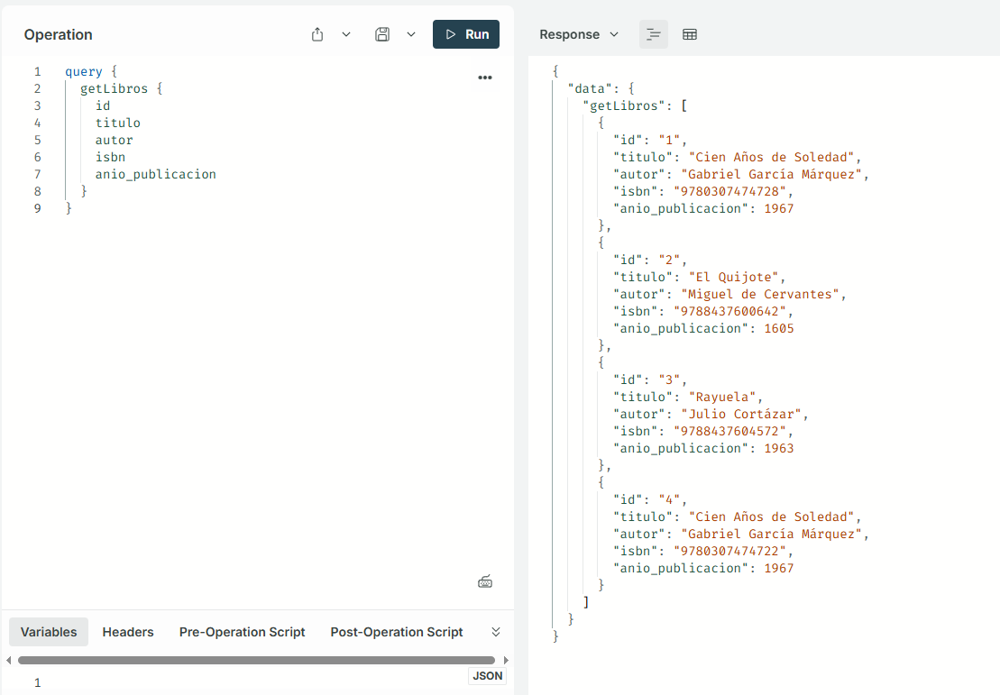 Operation
Run
1 query {
2 getLibros {
3 id
4 titulo
5 autor
6 isbn
7 anio_publicacion
8 }
9 }
Variables Headers Pre-Operation Script Post-Operation Script
1
JSON
Response
{
"data": {
"getLibros": [
{
"id": "1",
"titulo": "Cien Años de Soledad",
"autor": "Gabriel García Márquez",
"isbn": "9780307474728",
"anio_publicacion": 1967
},
{
"id": "2",
"titulo": "El Quijote",
"autor": "Miguel de Cervantes",
"isbn": "9788437600642",
"anio_publicacion": 1605
},
{
"id": "3",
"titulo": "Rayuela",
"autor": "Julio Cortázar",
"isbn": "9788437604572",
"anio_publicacion": 1963
},
{
"id": "4",
"titulo": "Cien Años de Soledad",
"autor": "Gabriel García Márquez",
"isbn": "9780307474722",
"anio_publicacion": 1967
}
]
}
}